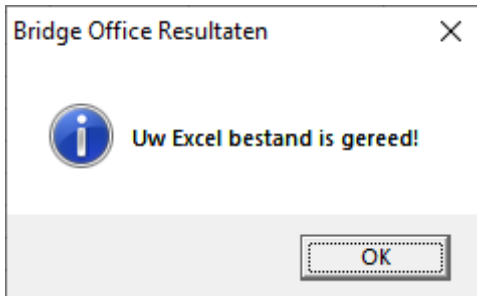 Bridge Office Resultaten
Uw Excel bestand is gereed!
OK